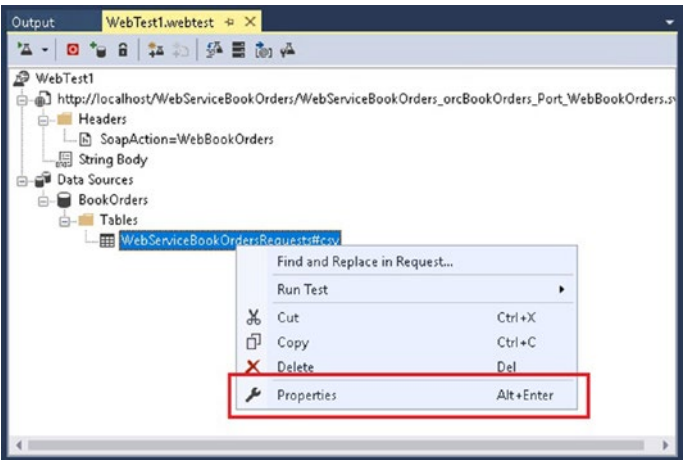 Output WebTest1.webtest
WebTest1
http://localhost/WebServiceBookOrders/WebServiceBookOrders_orcBookOrders_Port_WebBookOrders.sv
Headers
SoapAction=WebBookOrders
String Body
Data Sources
BookOrders
Tables
WebServiceBookOrdersRequests#csv
Find and Replace in Request...
Run Test
Cut Ctrl+X
Copy Ctrl+C
Delete Del
Properties Alt+Enter